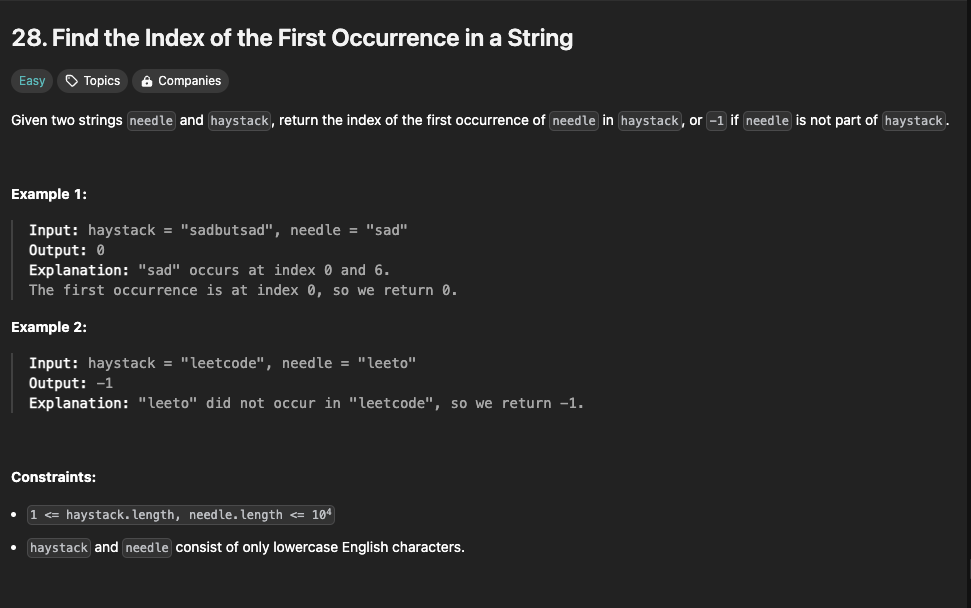 28. Find the Index of the First Occurrence in a String
Easy Topics Companies
Given two strings needle and haystack, return the index of the first occurrence of needle in haystack, or -1 if needle is not part of haystack.
Example 1:
Input: haystack = "sadbutsad", needle = "sad"
Output: 0
Explanation: "sad" occurs at index 0 and 6.
The first occurrence is at index 0, so we return 0.
Example 2:
Input: haystack = "leetcode", needle = "leeto"
Output: -1
Explanation: "leeto" did not occur in "leetcode", so we return -1.
Constraints:
• 1 <= haystack.length, needle.length <= 10⁴
• haystack and needle consist of only lowercase English characters.